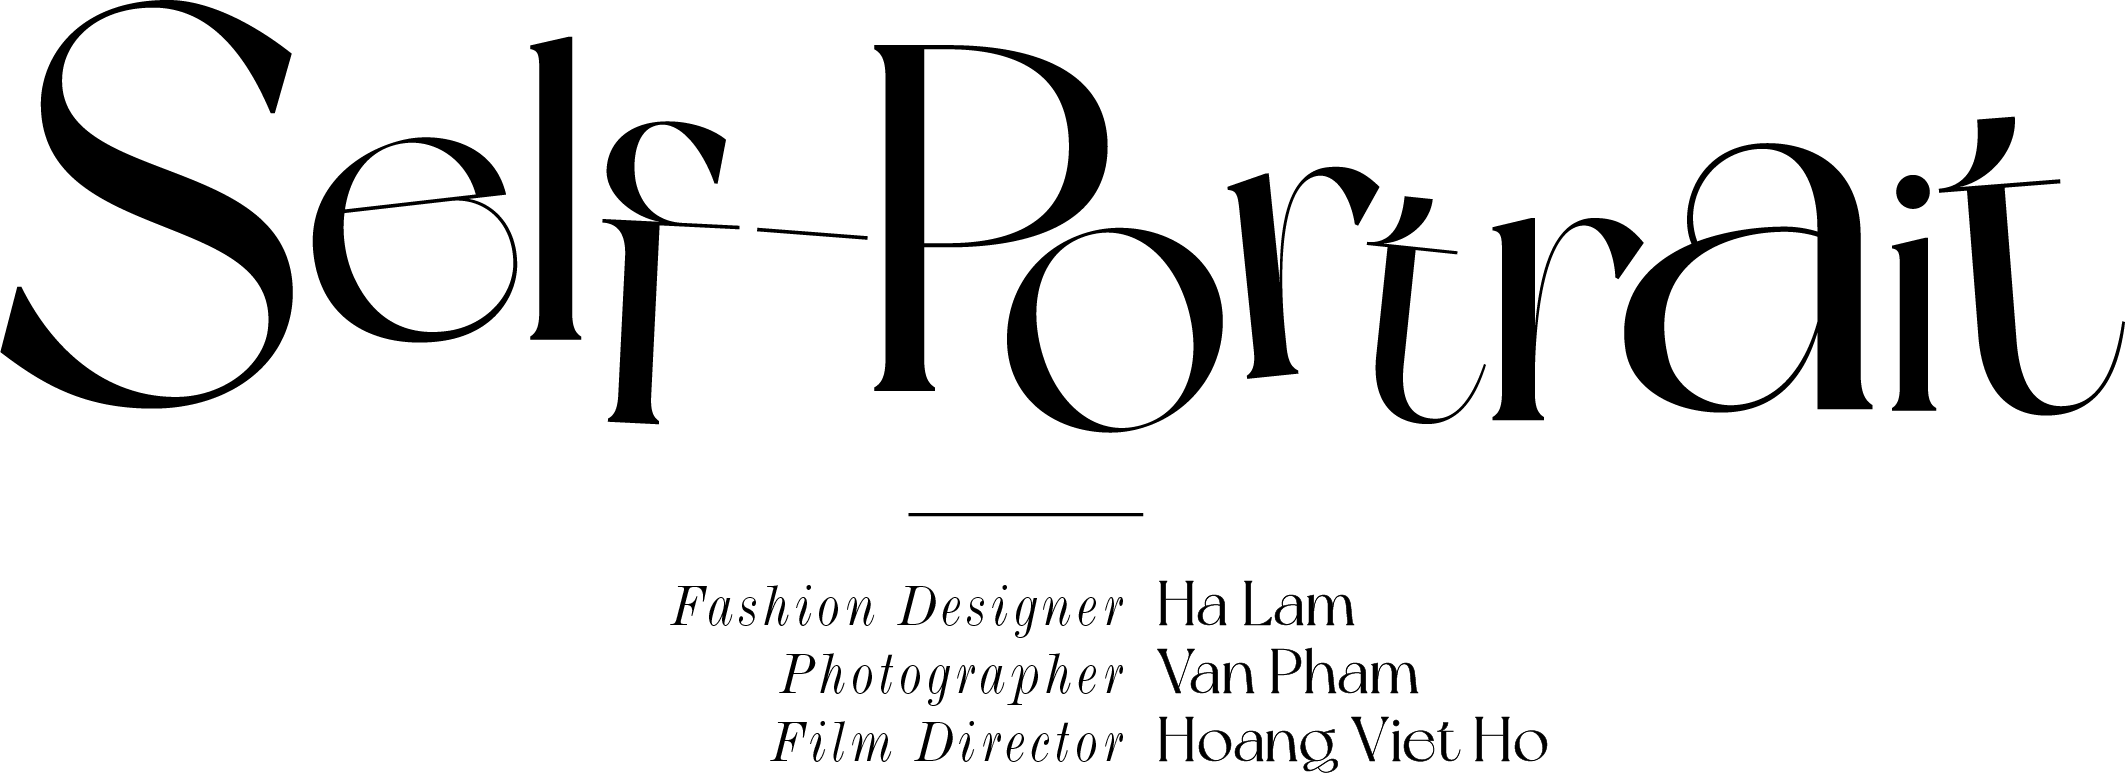 Self-Portrait
Fashion Designer Ha Lam
Photographer Van Pham
Film Director Hoang Viet Ho